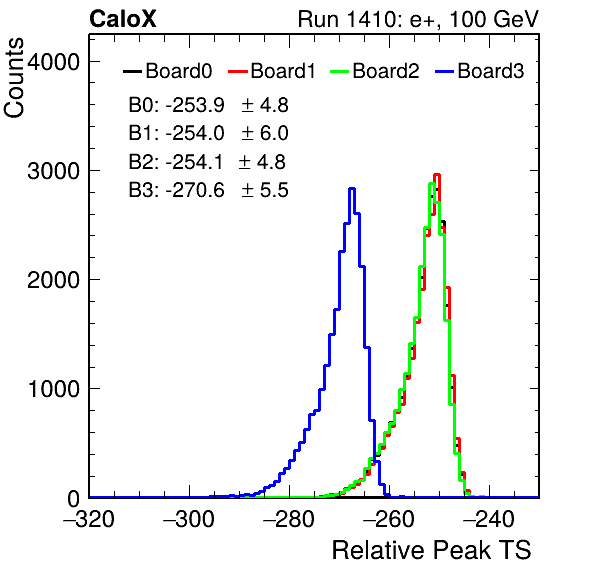 CaloX Run 1410: e+, 100 GeV
Counts
4000
3000
2000
1000
0
Board0 Board1 Board2 Board3
B0: -253.9 ± 4.8
B1: -254.0 ± 6.0
B2: -254.1 ± 4.8
B3: -270.6 ± 5.5
−320 −300 −280 −260 −240
Relative Peak TS